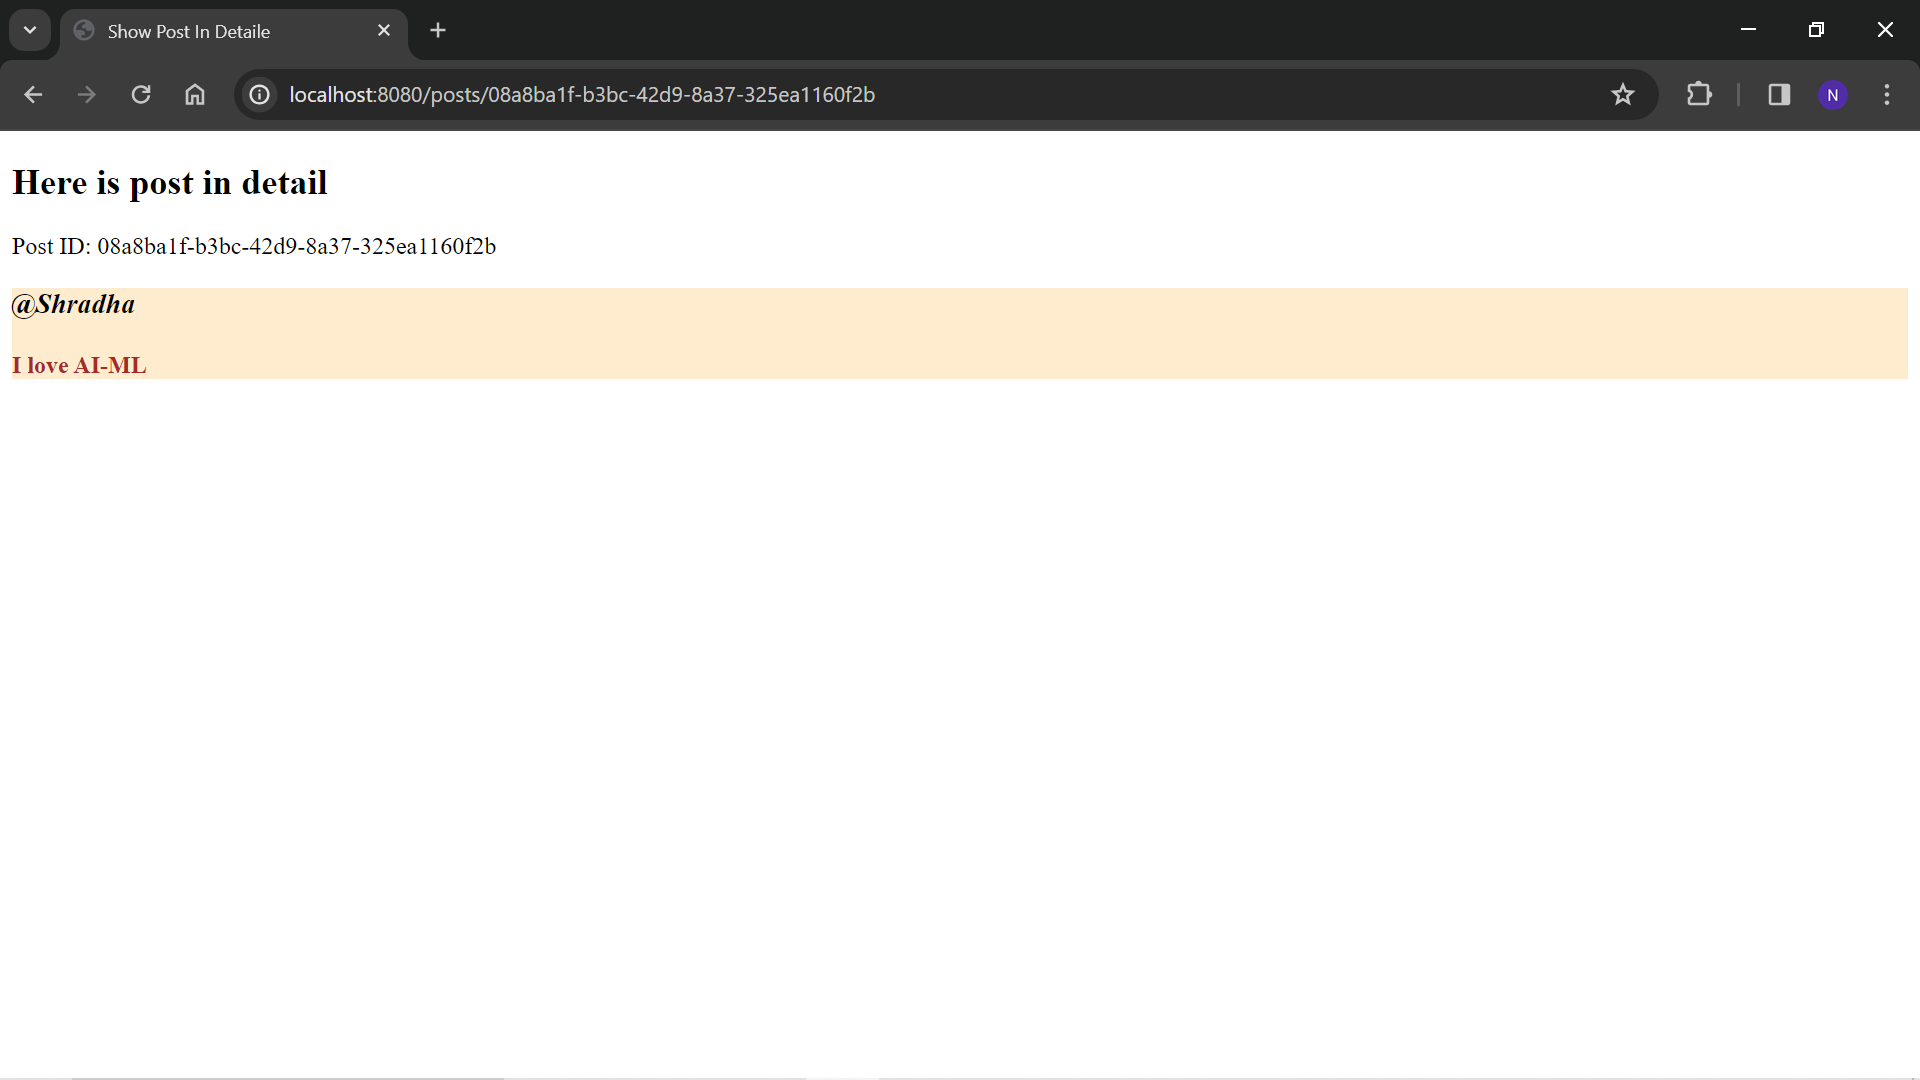 Show Post In Detaile
localhost:8080/posts/08a8ba1f-b3bc-42d9-8a37-325ea1160f2b
N
Here is post in detail
Post ID: 08a8ba1f-b3bc-42d9-8a37-325ea1160f2b
@Shradha
I love AI-ML